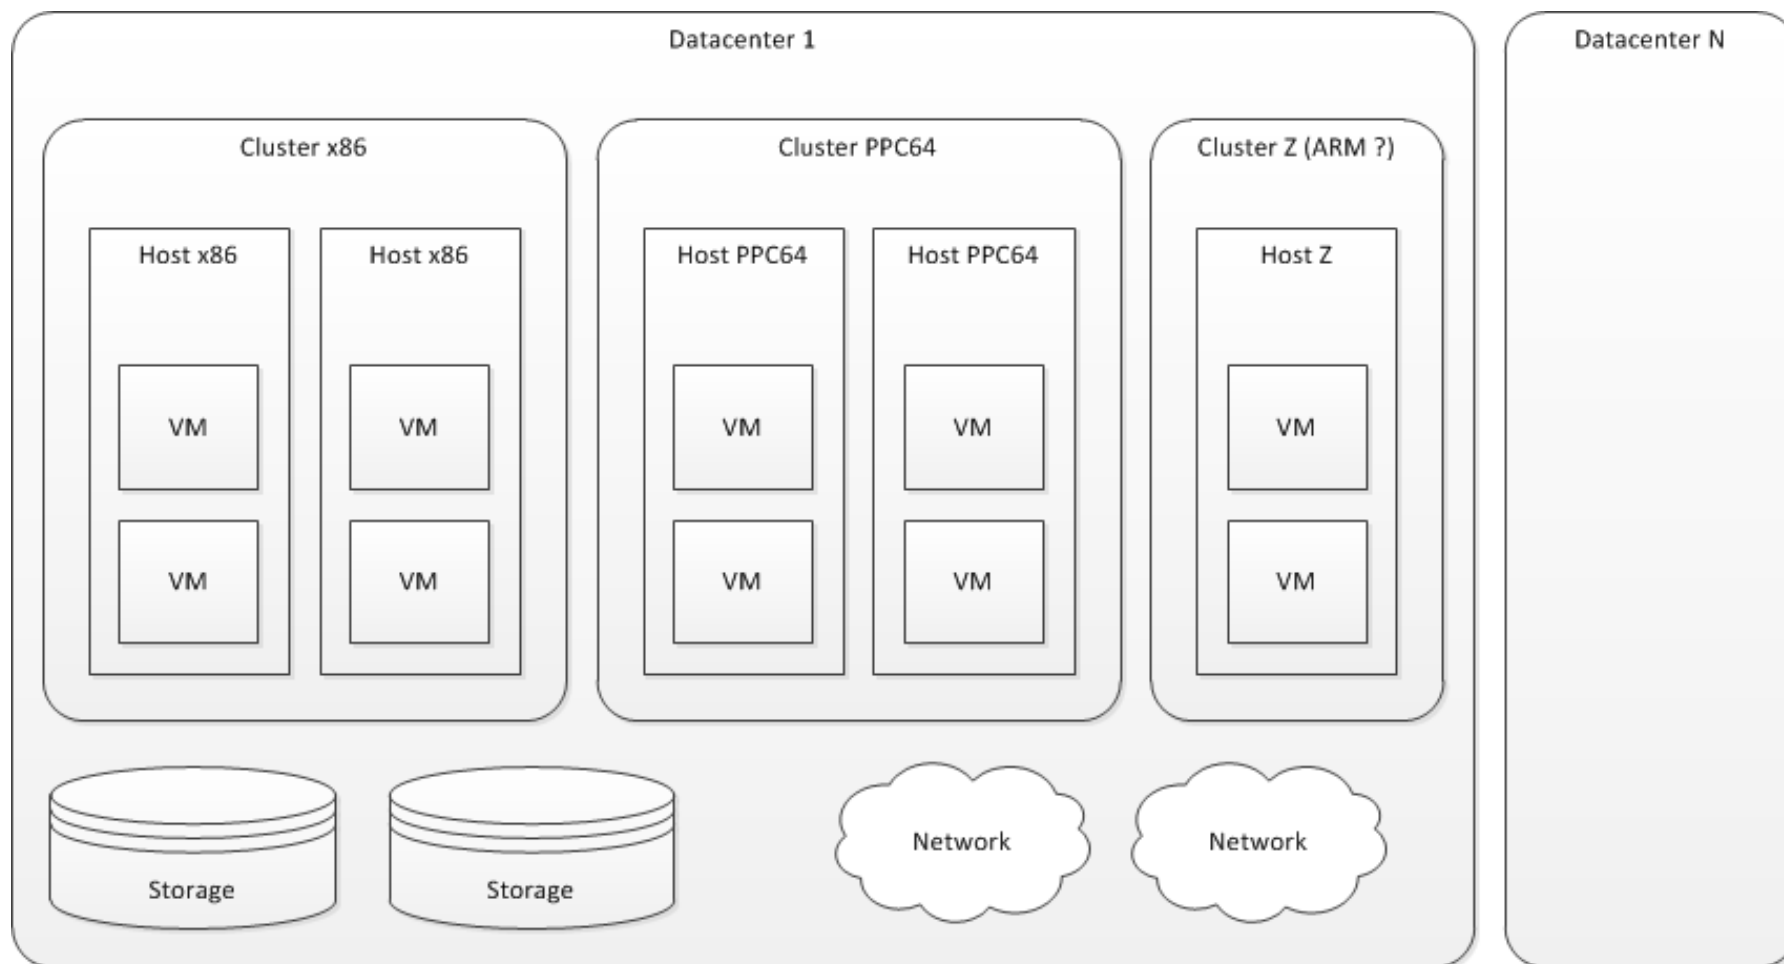 Datacenter 1
Datacenter N
Cluster x86
Cluster PPC64
Cluster Z (ARM ?)
Host x86
Host x86
Host PPC64
Host PPC64
Host Z
VM
VM
VM
VM
VM
VM
VM
VM
VM
VM
Storage
Storage
Network
Network